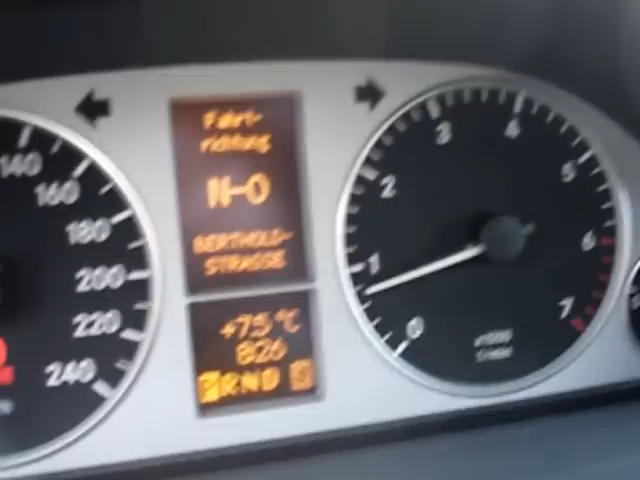 Fahrt-
richtung
N-O
BERTHOLD-
STRASSE
+7.5 °C
826
PRND
140
160
180
200
220
240
0
1
2
3
4
5
6
7